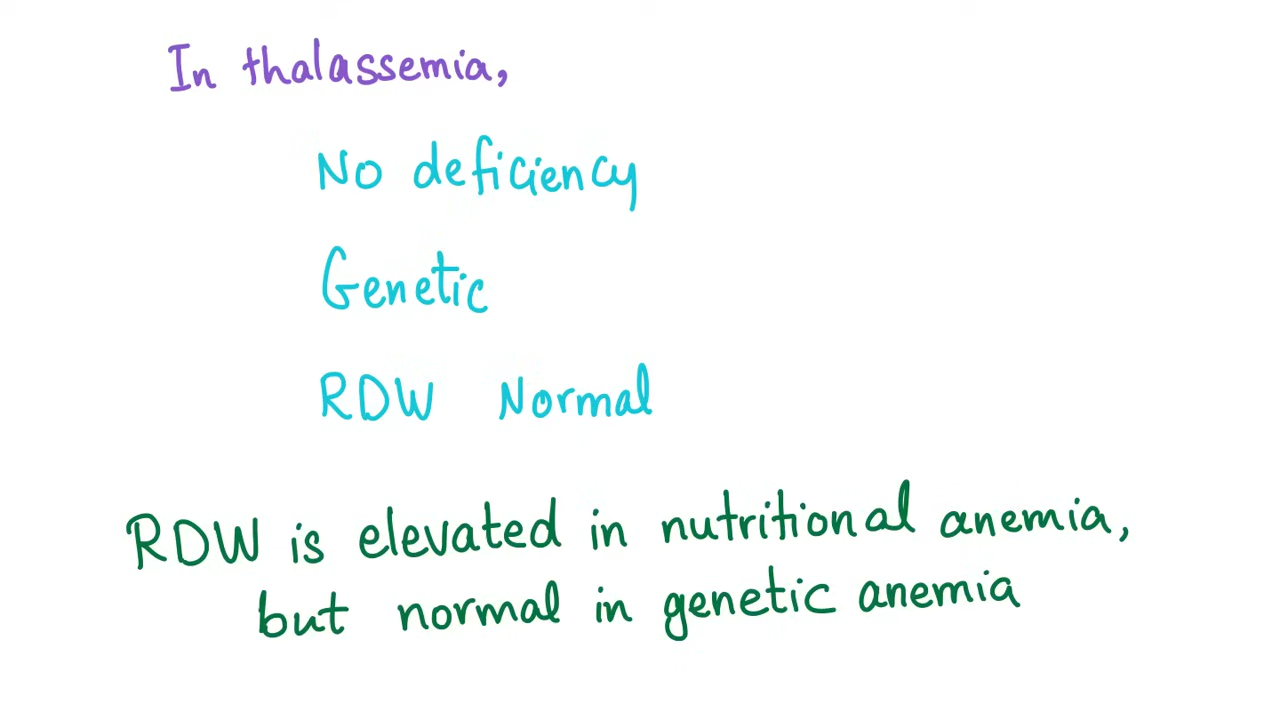 In thalassemia,
No deficiency
Genetic
RDW Normal
RDW is elevated in nutritional anemia,
but normal in genetic anemia